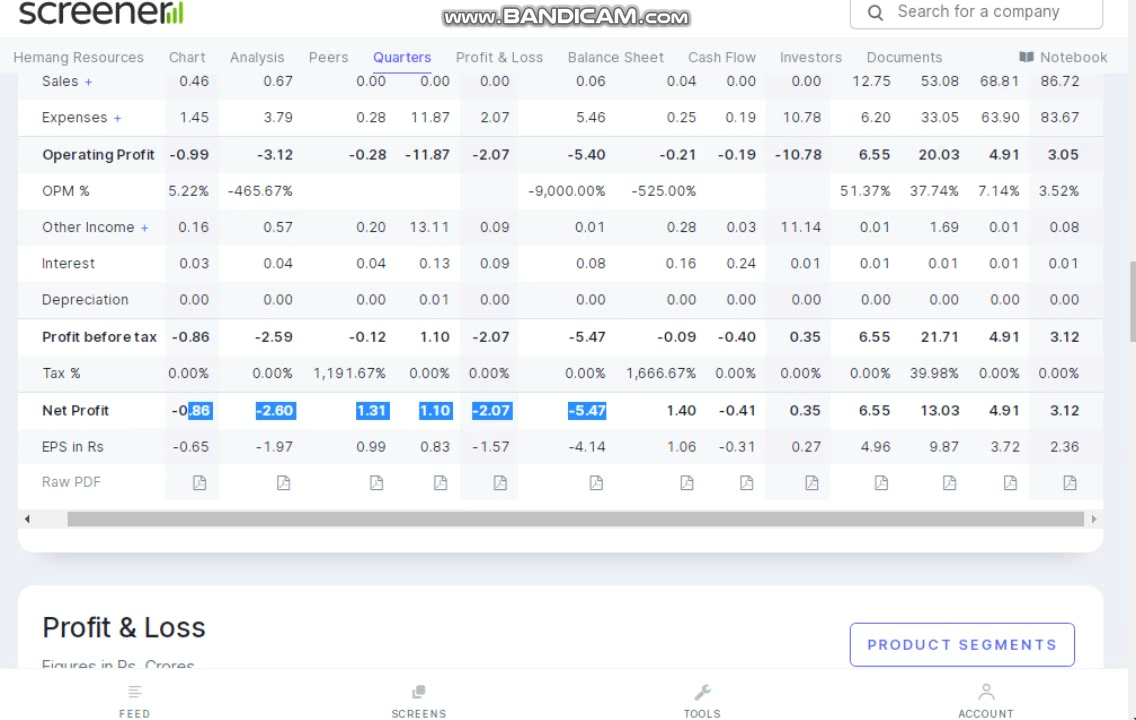 screener
www.BANDICAM.com
Search for a company
Hemang Resources Chart Analysis Peers Quarters Profit & Loss Balance Sheet Cash Flow Investors Documents Notebook
Sales + 0.46 0.67 0.00 0.00 0.00 0.06 0.04 0.00 0.00 12.75 53.08 68.81 86.72
Expenses + 1.45 3.79 0.28 11.87 2.07 5.46 0.25 0.19 10.78 6.20 33.05 63.90 83.67
Operating Profit -0.99 -3.12 -0.28 -11.87 -2.07 -5.40 -0.21 -0.19 -10.78 6.55 20.03 4.91 3.05
OPM % 5.22% -465.67% -9,000.00% -525.00% 51.37% 37.74% 7.14% 3.52%
Other Income + 0.16 0.57 0.20 13.11 0.09 0.01 0.28 0.03 11.14 0.01 1.69 0.01 0.08
Interest 0.03 0.04 0.04 0.13 0.09 0.08 0.16 0.24 0.01 0.01 0.01 0.01 0.01
Depreciation 0.00 0.00 0.00 0.01 0.00 0.00 0.00 0.00 0.00 0.00 0.00 0.00 0.00
Profit before tax -0.86 -2.59 -0.12 1.10 -2.07 -5.47 -0.09 -0.40 0.35 6.55 21.71 4.91 3.12
Tax % 0.00% 0.00% 1,191.67% 0.00% 0.00% 0.00% 1,666.67% 0.00% 0.00% 0.00% 39.98% 0.00% 0.00%
Net Profit -0.86 -2.60 1.31 1.10 -2.07 -5.47 1.40 -0.41 0.35 6.55 13.03 4.91 3.12
EPS in Rs -0.65 -1.97 0.99 0.83 -1.57 -4.14 1.06 -0.31 0.27 4.96 9.87 3.72 2.36
Raw PDF
Profit & Loss
PRODUCT SEGMENTS
Figures in Rs. Crores
FEED SCREENS TOOLS ACCOUNT